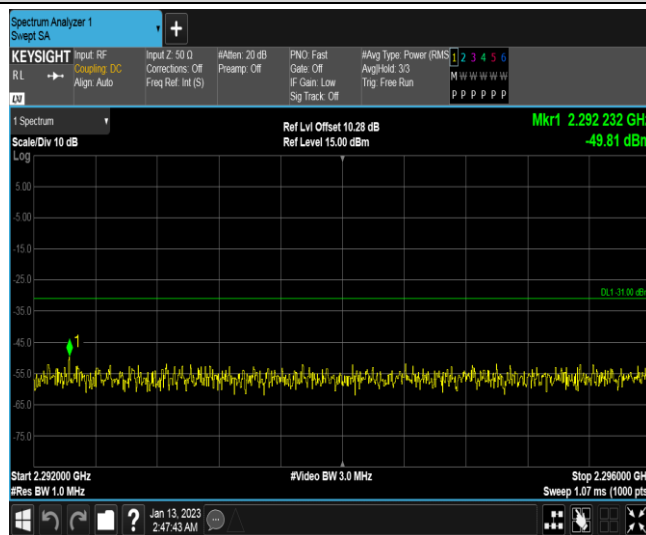 Spectrum Analyzer 1
Swept SA
+
KEYSIGHT Input: RF Input Z: 50 Ω #Atten: 20 dB PNO: Fast #Avg Type: Power (RMS 1 2 3 4 5 6
RL Coupling: DC Corrections: Off Preamp: Off Gate: Off Avg|Hold: 3/3 M W W W W W
Align: Auto Freq Ref: Int (S) IF Gain: Low Trig: Free Run
LXI Sig Track: Off P P P P P P
1 Spectrum Ref Lvl Offset 10.28 dB Mkr1 2.292 232 GHz
Scale/Div 10 dB Ref Level 15.00 dBm -49.81 dBm
Log
5.00
-5.00
-15.0
-25.0
DL1 -31.00 dBm
-35.0
-45.0
1
-55.0
-65.0
-75.0
Start 2.292000 GHz #Video BW 3.0 MHz Stop 2.296000 GHz
#Res BW 1.0 MHz Sweep 1.07 ms (1000 pts
? Jan 13, 2023
2:47:43 AM